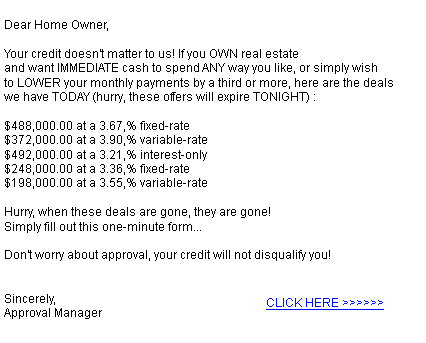 Dear Home Owner,
Your credit doesn't matter to us! If you OWN real estate
and want IMMEDIATE cash to spend ANY way you like, or simply wish
to LOWER your monthly payments by a third or more, here are the deals
we have TODAY (hurry, these offers will expire TONIGHT) :
$488,000.00 at a 3.67,% fixed-rate
$372,000.00 at a 3.90,% variable-rate
$492,000.00 at a 3.21,% interest-only
$248,000.00 at a 3.36,% fixed-rate
$198,000.00 at a 3.55,% variable-rate
Hurry, when these deals are gone, they are gone!
Simply fill out this one-minute form...
Don't worry about approval, your credit will not disqualify you!
Sincerely,
Approval Manager
CLICK HERE >>>>>>